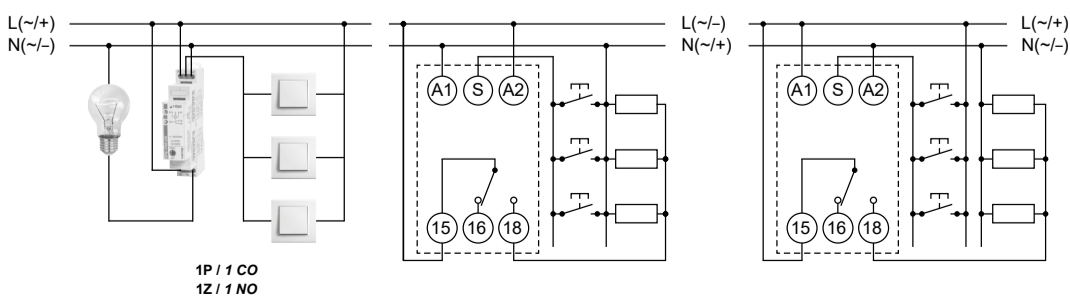 L(~/+)
N(~/–)
L(~/–)
N(~/+)
L(~/+)
N(~/–)
A1 S A2
15 16 18
A1 S A2
15 16 18
1P / 1 CO
1Z / 1 NO